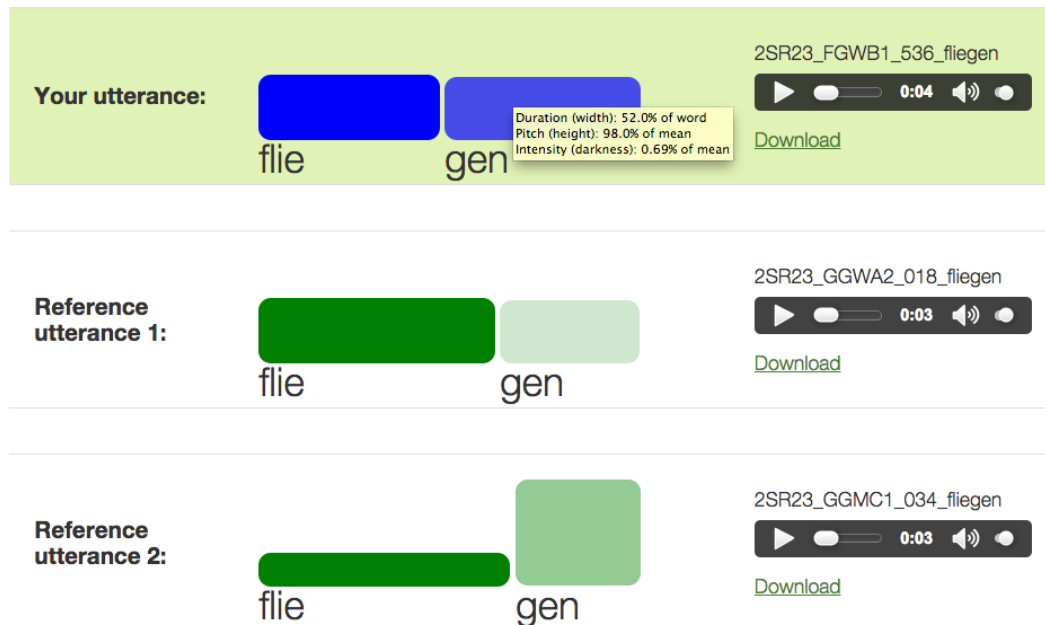 2SR23_FGWB1_536_fliegen
Your utterance:
0:04
Duration (width): 52.0% of word
Pitch (height): 98.0% of mean
Intensity (darkness): 0.69% of mean
Download
flie gen
2SR23_GGWA2_018_fliegen
Reference
utterance 1:
0:03
Download
flie gen
2SR23_GGMC1_034_fliegen
Reference
utterance 2:
0:03
Download
flie gen